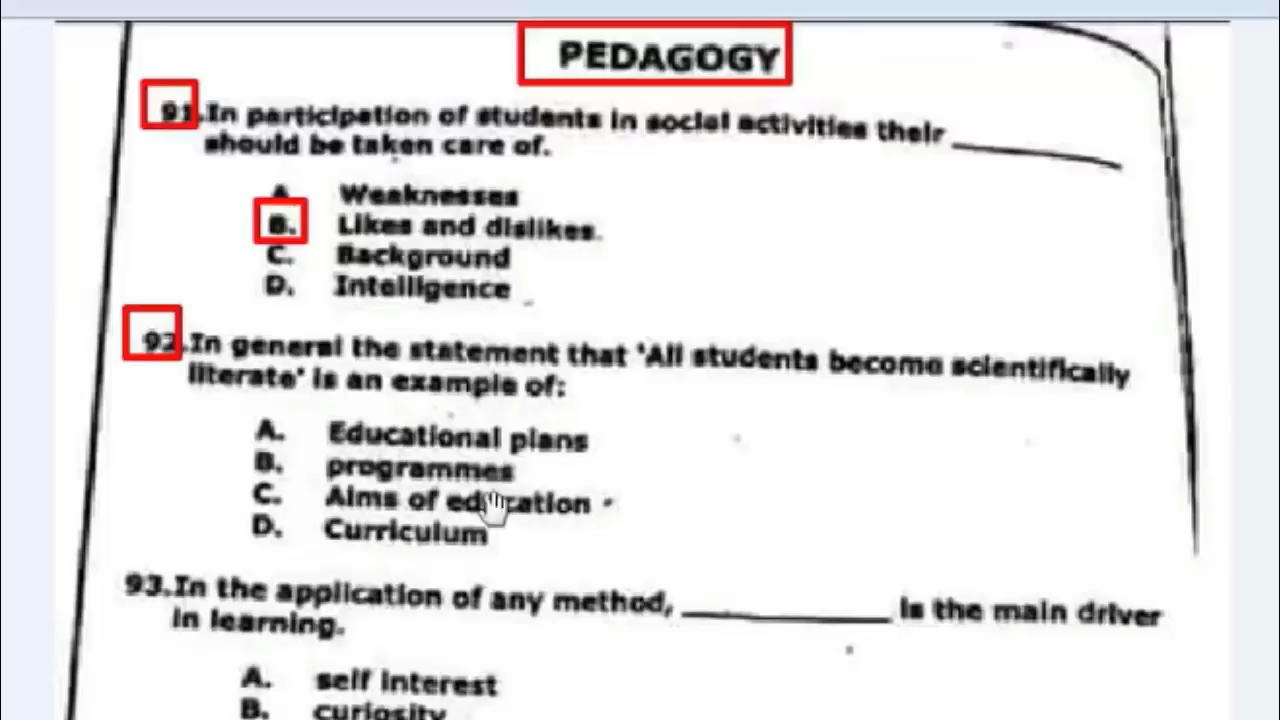 PEDAGOGY
91.In participation of students in social activities their
should be taken care of.
A. Weaknesses
B. Likes and dislikes.
C. Background
D. Intelligence
92.In general the statement that 'All students become scientifically
literate' is an example of:
A. Educational plans
B. programmes
C. Aims of education
D. Curriculum
93.In the application of any method, __________ is the main driver
in learning.
A. self interest
B. curiosity